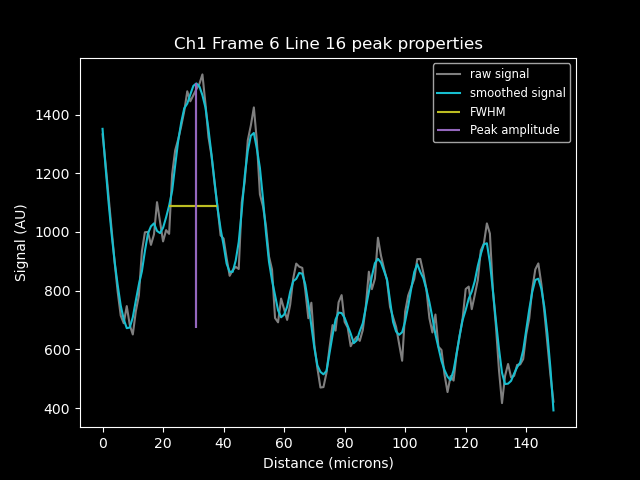 Ch1 Frame 6 Line 16 peak properties
raw signal
smoothed signal
FWHM
Peak amplitude
Signal (AU)
1400
1200
1000
800
600
400
0 20 40 60 80 100 120 140
Distance (microns)